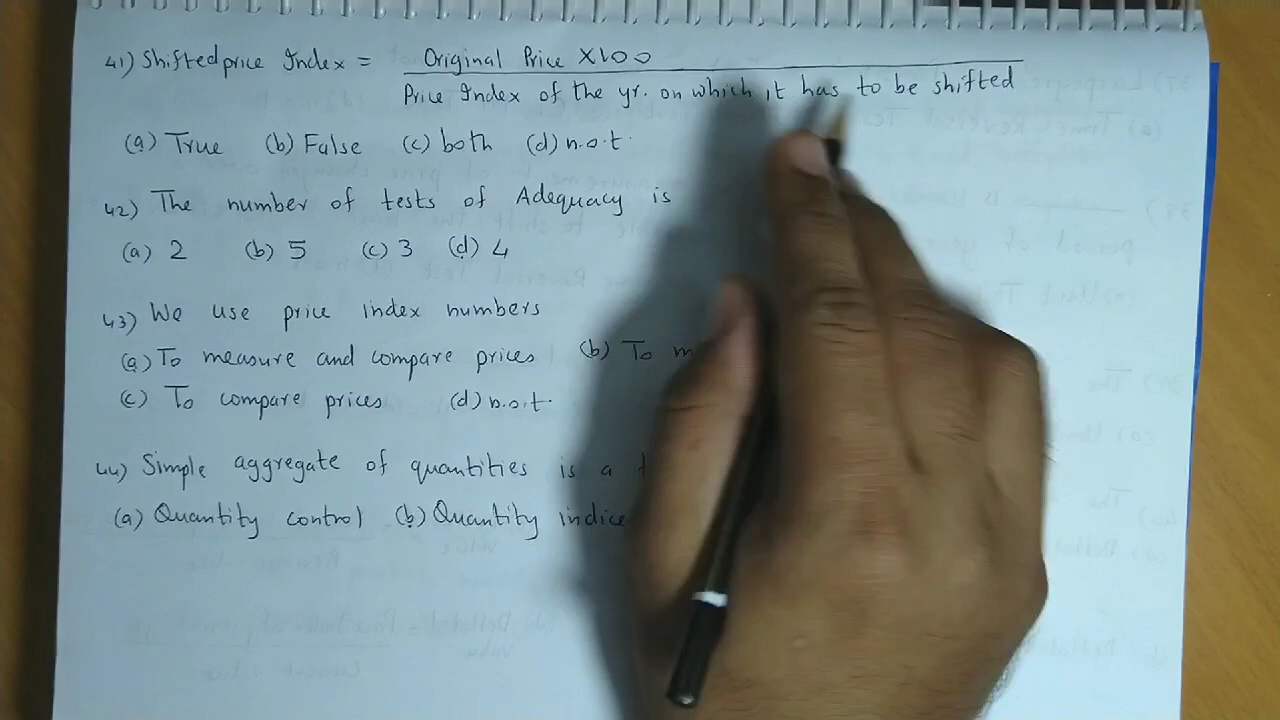 41) Shifted price Index = Original Price X100
Price Index of the yr. on which it has to be shifted
(a) True (b) False (c) both (d) n.o.t.
42) The number of tests of Adequacy is
(a) 2 (b) 5 (c) 3 (d) 4
43) We use price index numbers
(a) To measure and compare prices (b) To
(c) To compare prices (d) n.o.t.
44) Simple aggregate of quantities is a
(a) Quantity control (b) Quantity